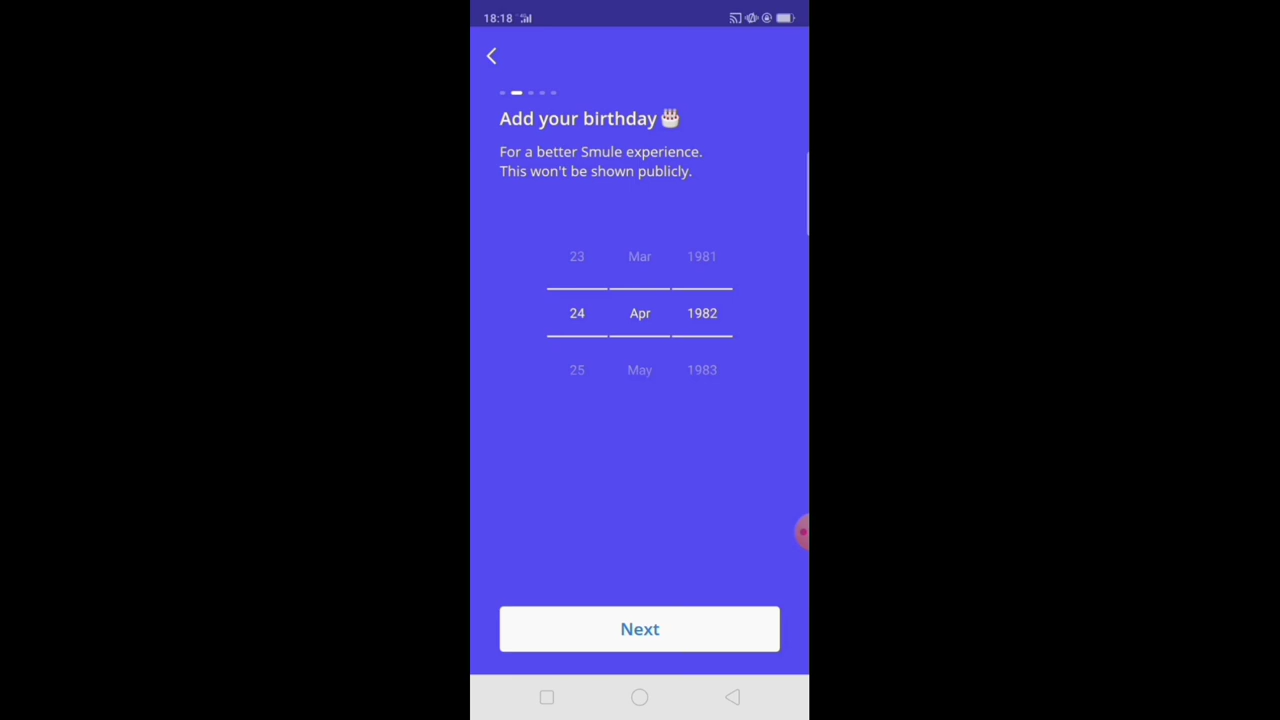 18:18
Add your birthday🎂
For a better Smule experience.
This won't be shown publicly.
23 Mar 1981
24 Apr 1982
25 May 1983
Next